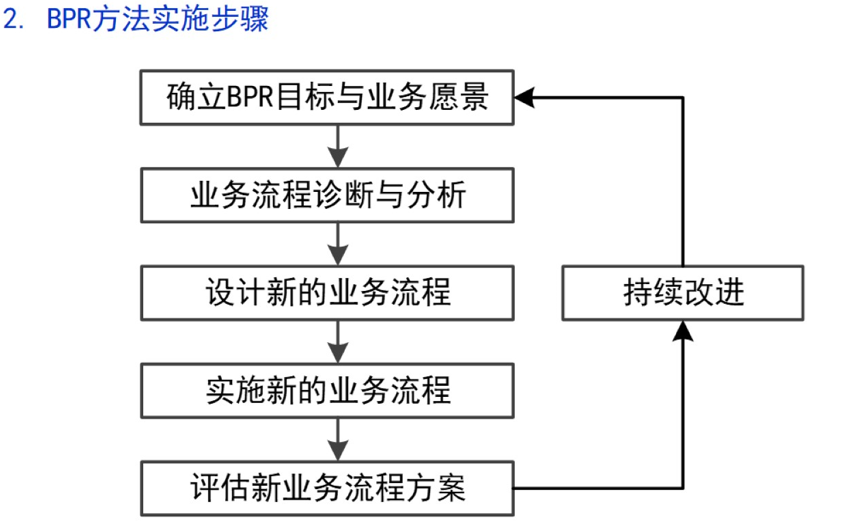 2. BPR方法实施步骤
确立BPR目标与业务愿景
业务流程诊断与分析
设计新的业务流程
持续改进
实施新的业务流程
评估新业务流程方案